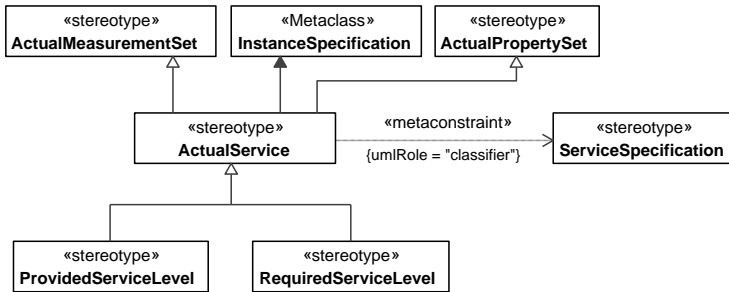 «stereotype»
ActualMeasurementSet
«Metaclass»
InstanceSpecification
«stereotype»
ActualPropertySet
«stereotype»
ActualService
«metaconstraint»
{umlRole = "classifier"}
«stereotype»
ServiceSpecification
«stereotype»
ProvidedServiceLevel
«stereotype»
RequiredServiceLevel